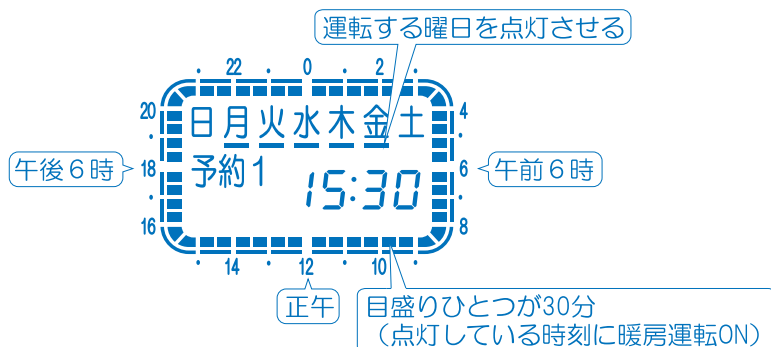 運転する曜日を点灯させる
22 0 2
20 4
日月火水木金土
午後6時 18 予約1 6 午前6時
15:30
16 8
14 12 10
正午
目盛りひとつが30分
(点灯している時刻に暖房運転ON)